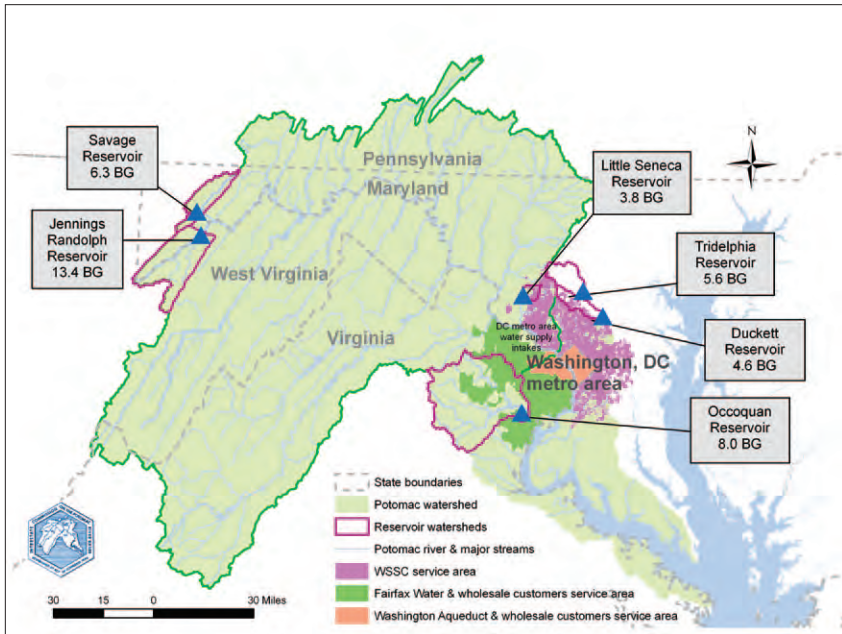 N
Savage
Reservoir
6.3 BG
Jennings
Randolph
Reservoir
13.4 BG
Pennsylvania
Maryland
West Virginia
Virginia
Little Seneca
Reservoir
3.8 BG
Tridelphia
Reservoir
5.6 BG
Duckett
Reservoir
4.6 BG
Occoquan
Reservoir
8.0 BG
DC metro area
water supply
intakes
Washington, DC
metro area
State boundaries
Potomac watershed
Reservoir watersheds
Potomac river & major streams
WSSC service area
Fairfax Water & wholesale customers service area
Washington Aqueduct & wholesale customers service area
30 15 0 30 Miles